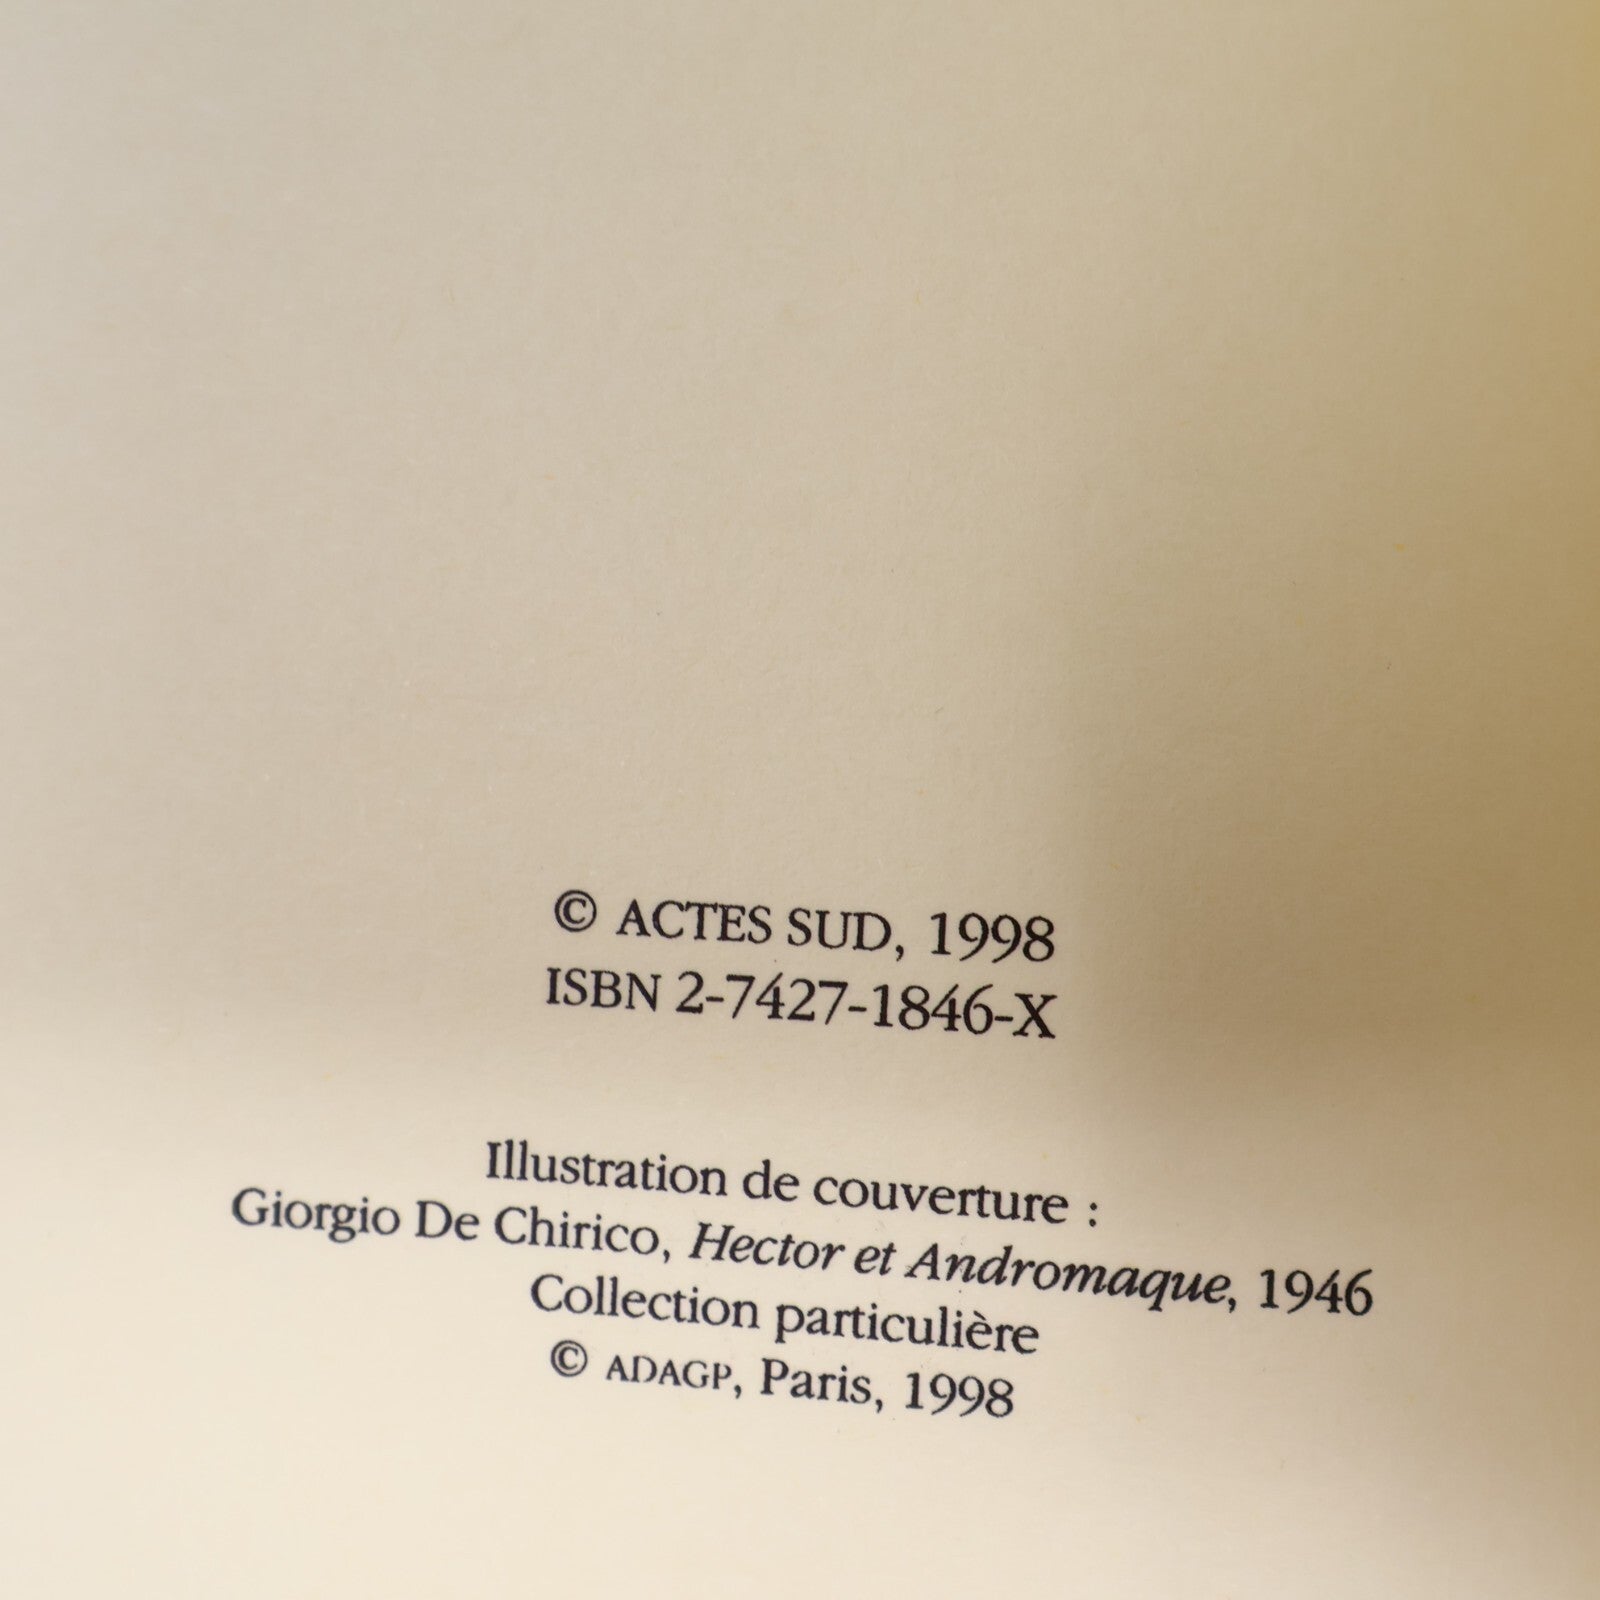 © ACTES SUD, 1998
ISBN 2-7427-1846-X
Illustration de couverture :
Giorgio De Chirico, Hector et Andromaque, 1946
Collection particulière
© ADAGP, Paris, 1998